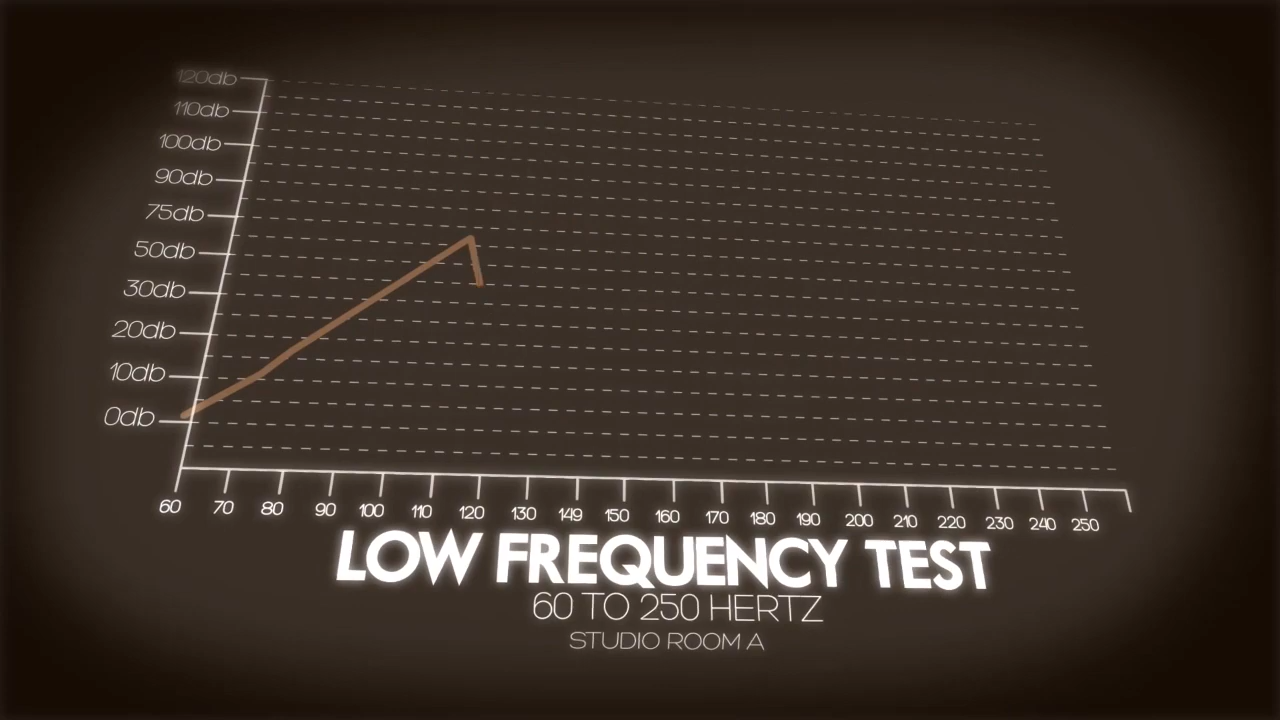 120db
110db
100db
90db
75db
50db
30db
20db
10db
0db
60 70 80 90 100 110 120 130 149 150 160 170 180 190 200 210 220 230 240 250
LOW FREQUENCY TEST
60 TO 250 HERTZ
STUDIO ROOM A